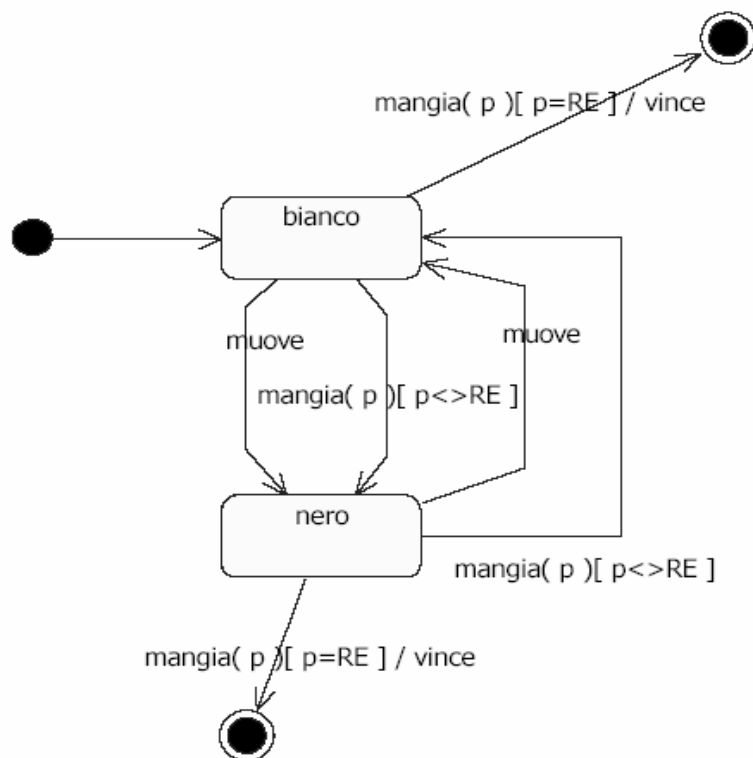 mangia( p )[ p=RE ] / vince
bianco
muove
muove
mangia( p )[ p<>RE ]
nero
mangia( p )[ p<>RE ]
mangia( p )[ p=RE ] / vince